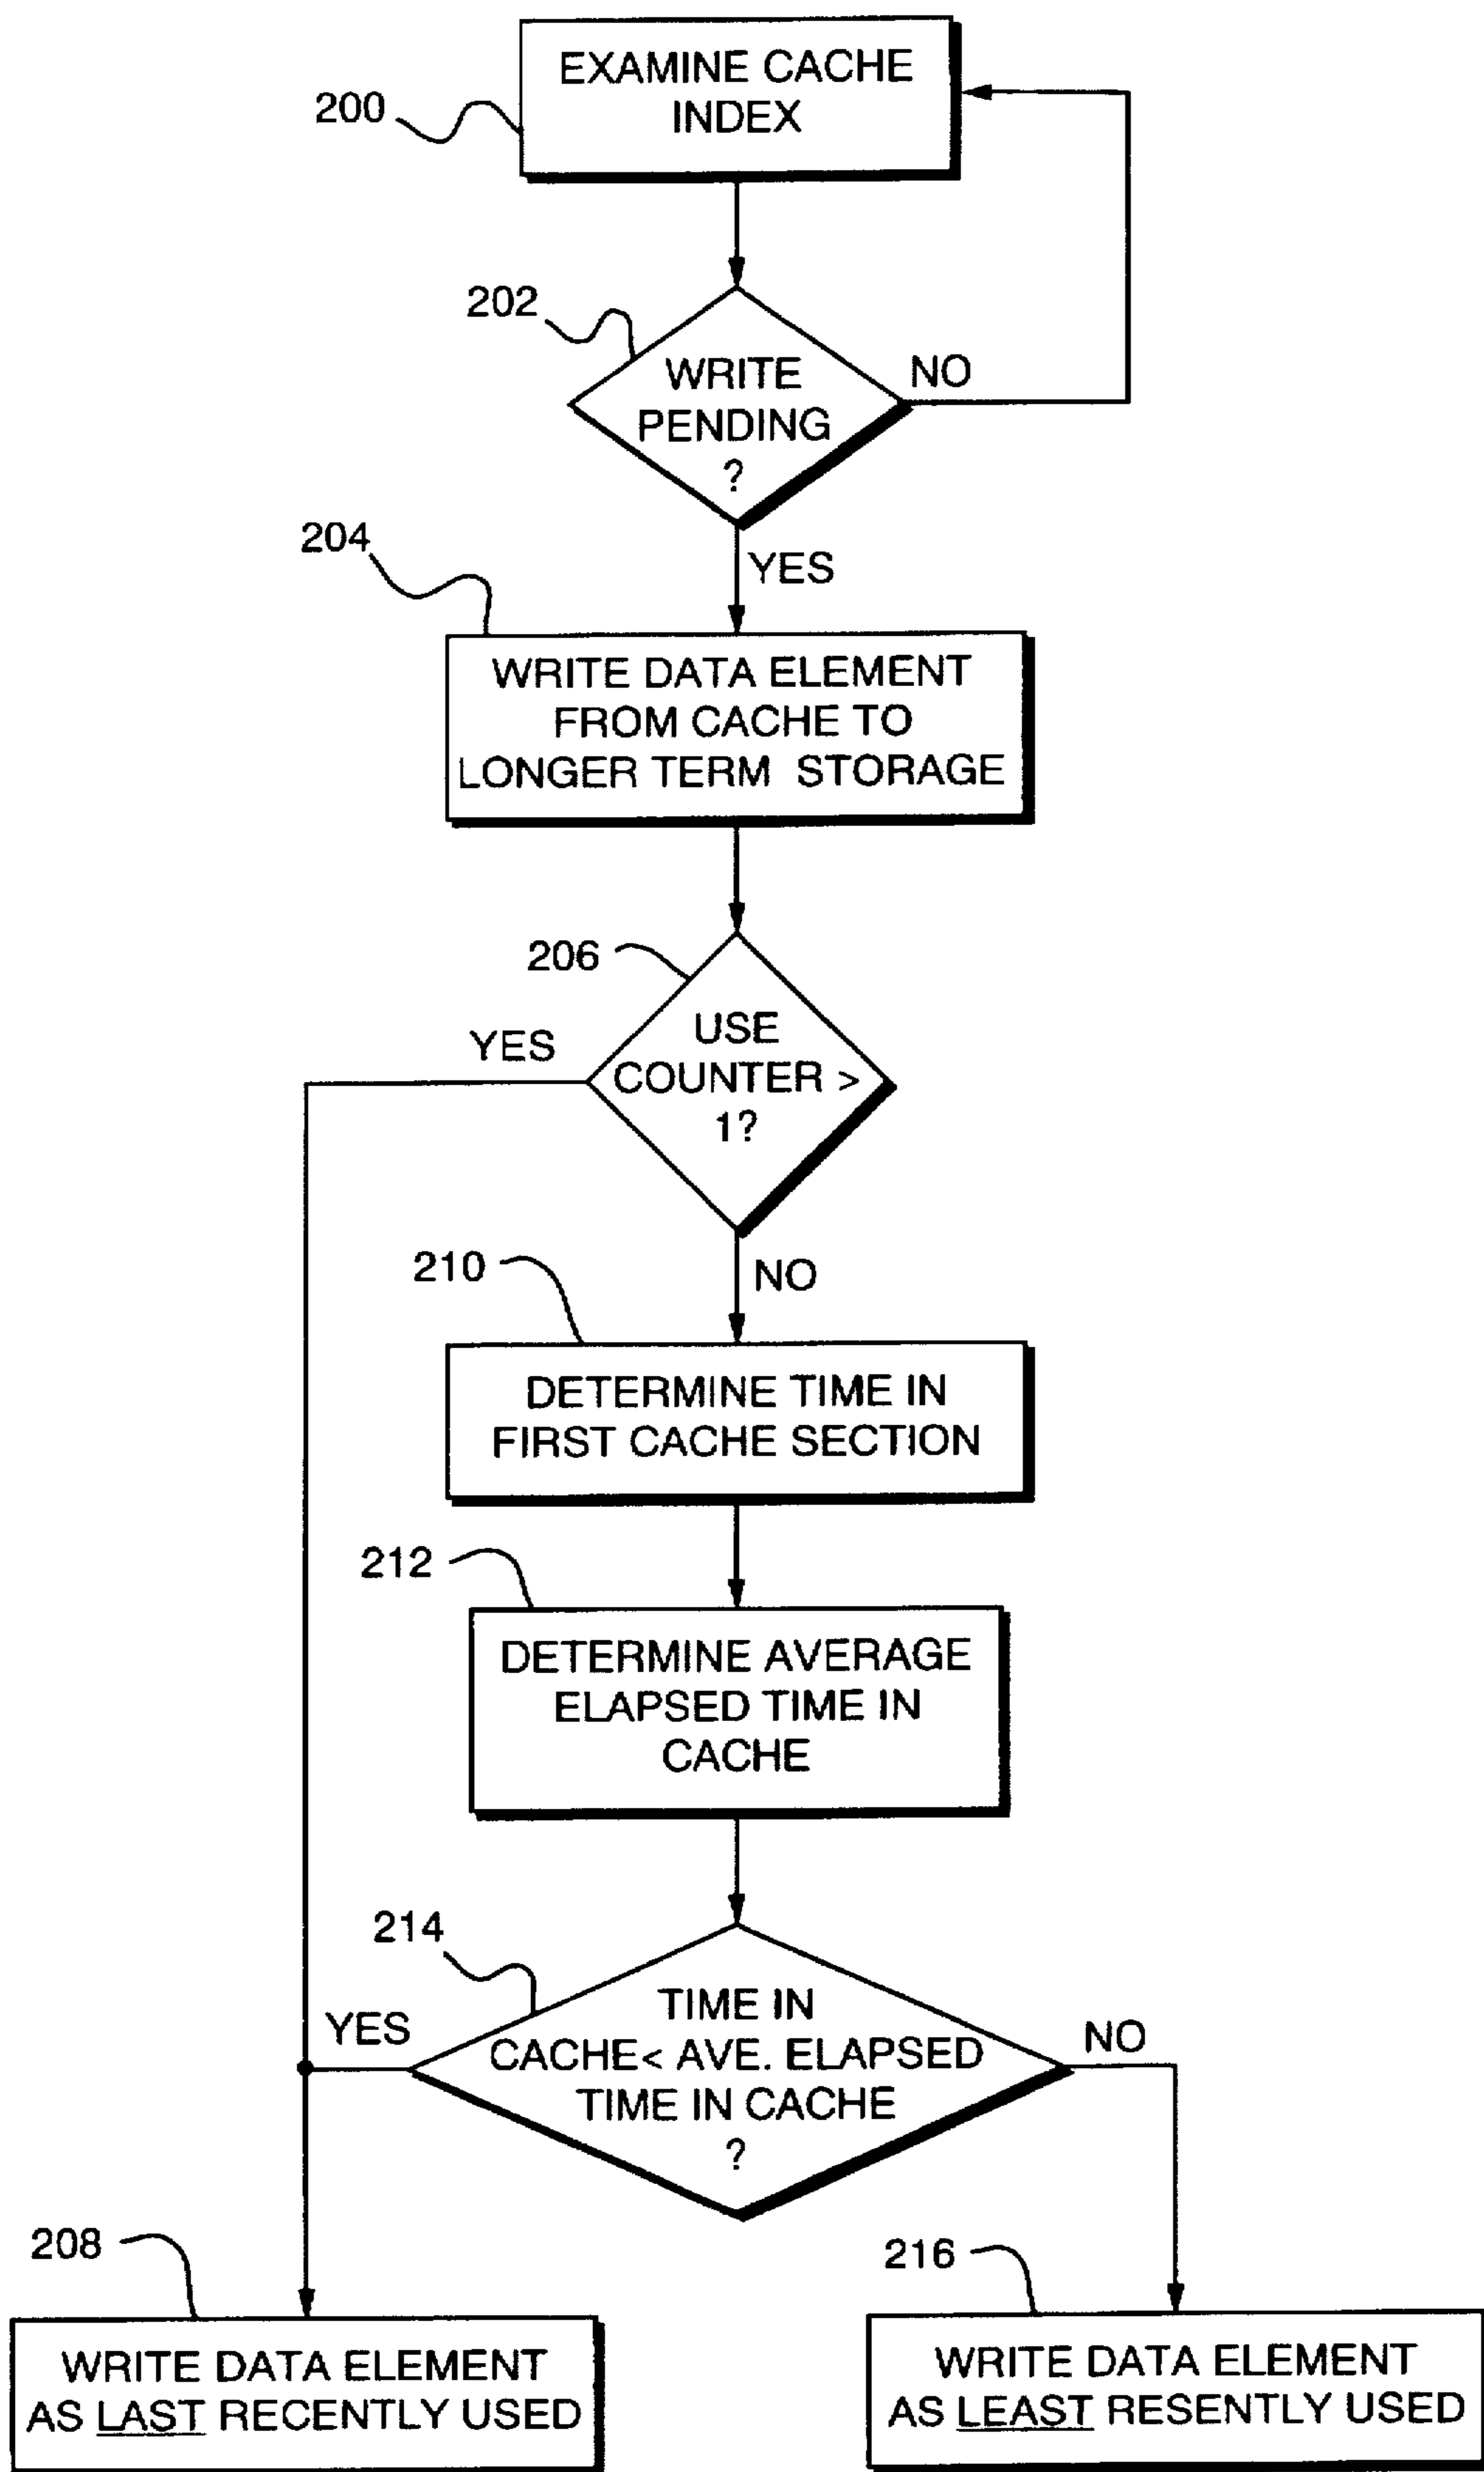 EXAMINE CACHE
INDEX
200
202
WRITE
PENDING
?
NO
YES
204
WRITE DATA ELEMENT
FROM CACHE TO
LONGER TERM STORAGE
206
USE
COUNTER >
1?
YES
NO
210
DETERMINE TIME IN
FIRST CACHE SECTION
212
DETERMINE AVERAGE
ELAPSED TIME IN
CACHE
214
TIME IN
CACHE< AVE. ELAPSED
TIME IN CACHE
?
YES
NO
208
WRITE DATA ELEMENT
AS LAST RECENTLY USED
216
WRITE DATA ELEMENT
AS LEAST RESENTLY USED